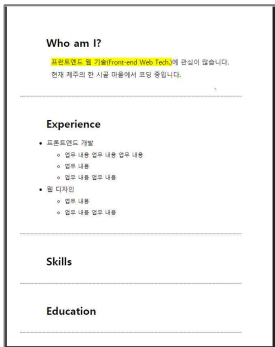 Who am I?
프런트엔드 웹 기술(Front-end Web Tech.)에 관심이 많습니다.
현재 제주의 한 시골 마을에서 코딩 중입니다.
Experience
프론트엔드 개발
업무 내용 업무 내용 업무 내용
업무 내용
업무 내용 업무 내용
웹 디자인
업무 내용
업무 내용 업무 내용
Skills
Education